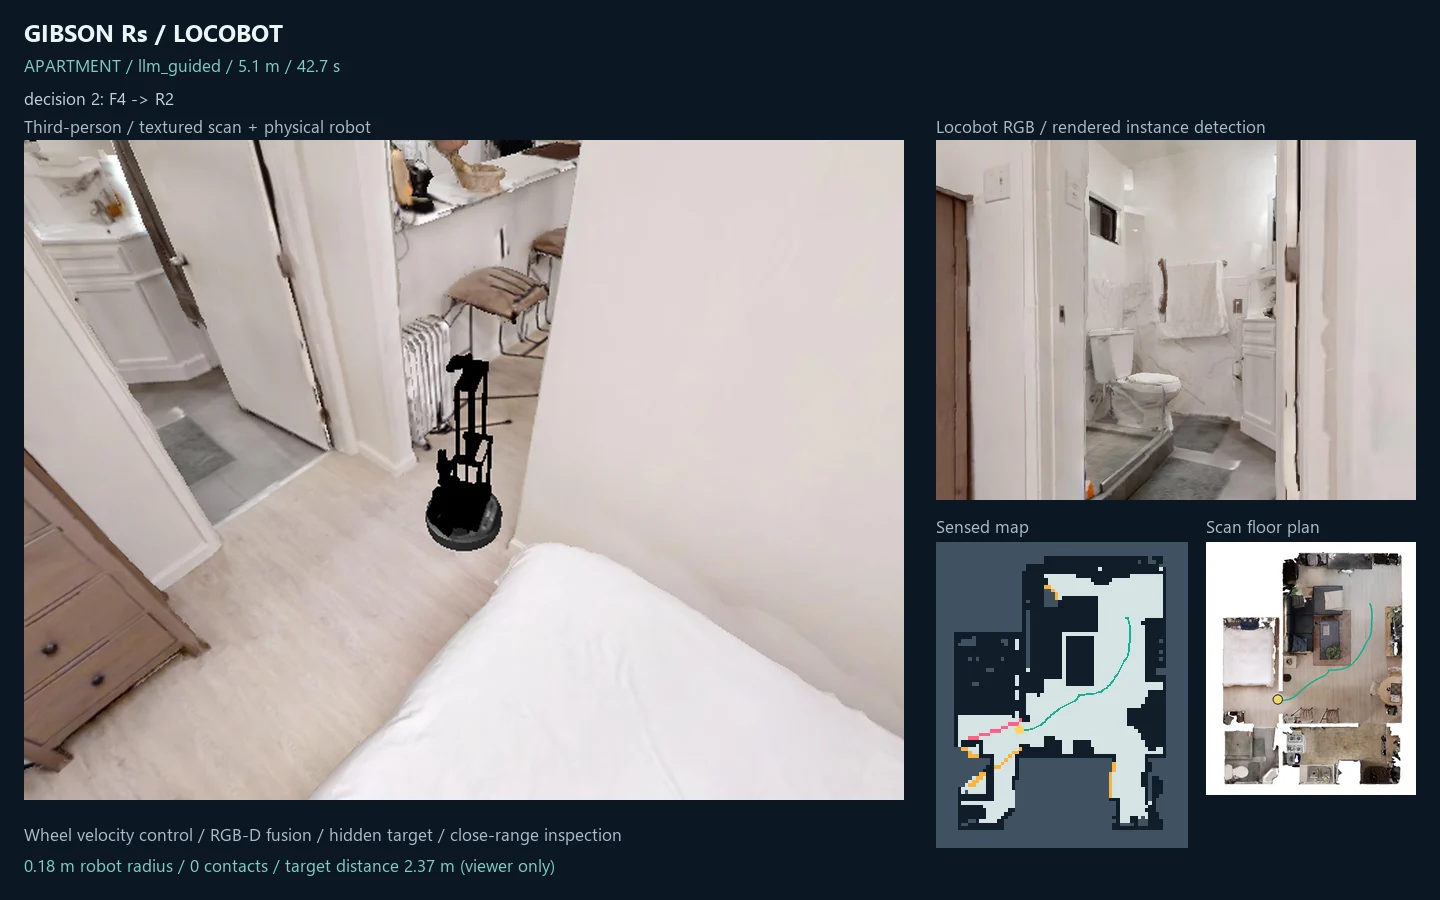 GIBSON Rs / LOCOBOT
APARTMENT / llm_guided / 5.1 m / 42.7 s
decision 2: F4 -> R2
Third-person / textured scan + physical robot
Locobot RGB / rendered instance detection
Sensed map
Scan floor plan
Wheel velocity control / RGB-D fusion / hidden target / close-range inspection
0.18 m robot radius / 0 contacts / target distance 2.37 m (viewer only)